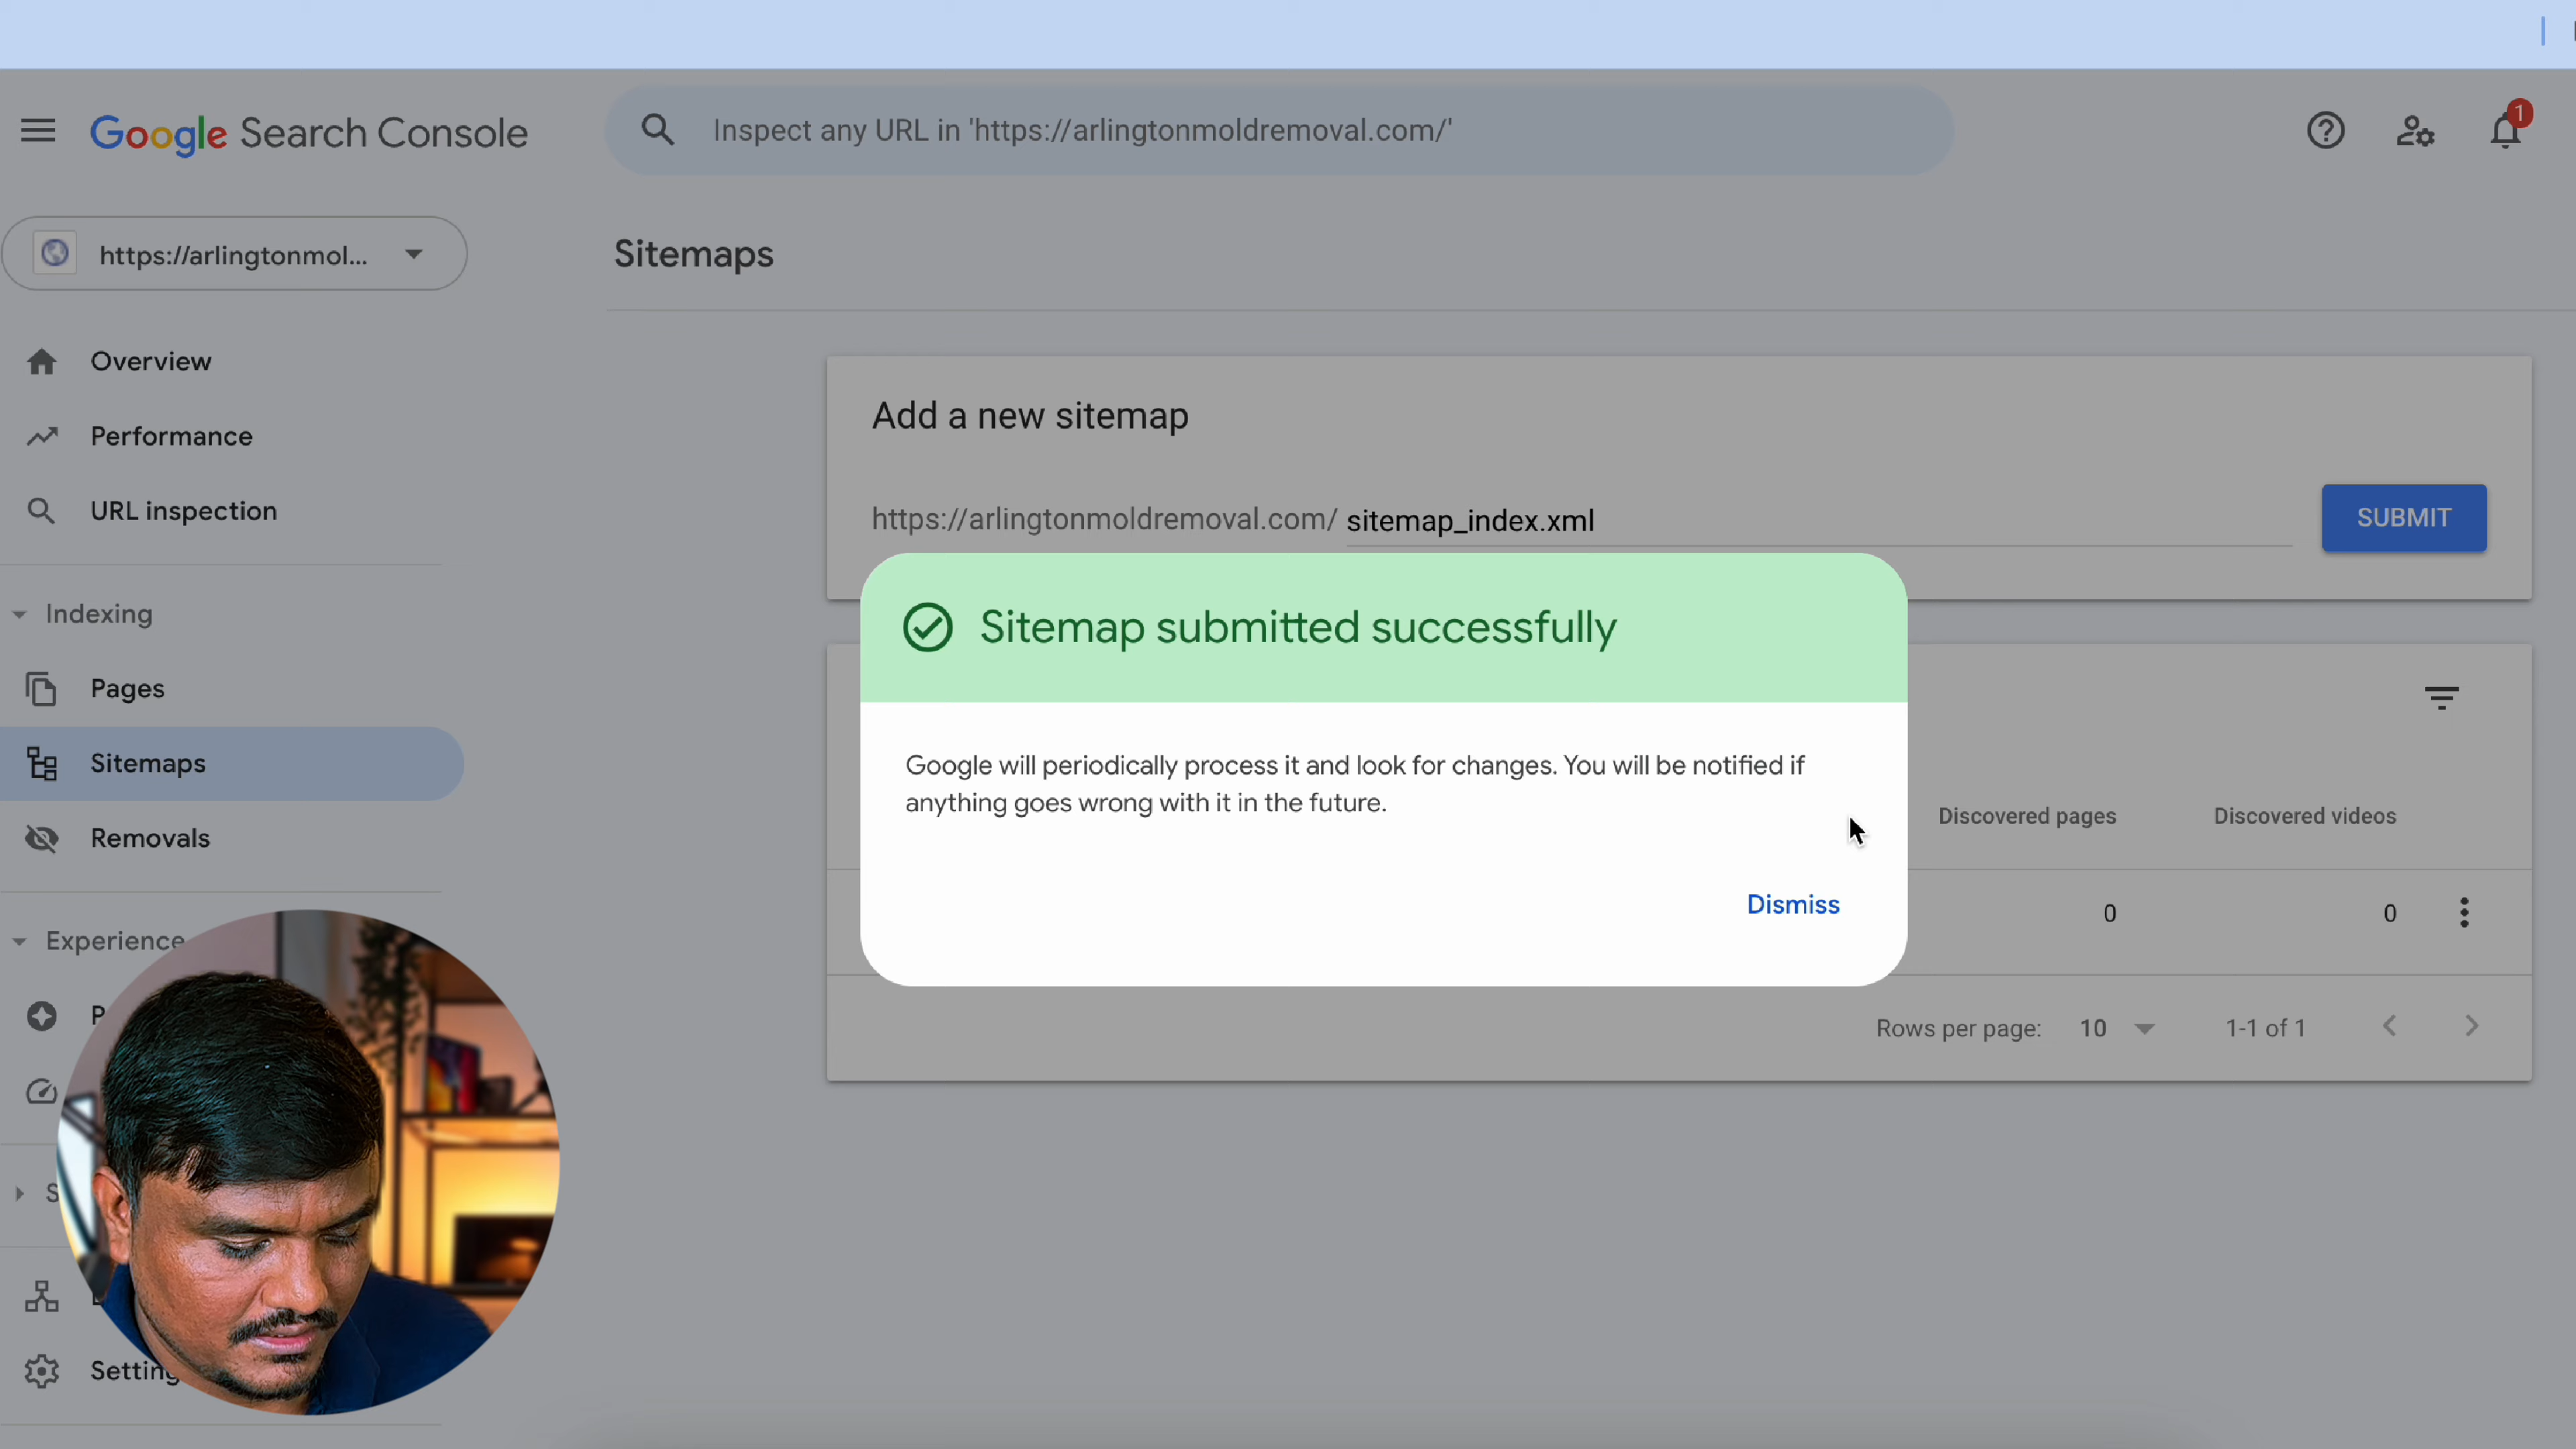 Google Search Console
Inspect any URL in 'https://arlingtonmoldremoval.com/'
1
https://arlingtonmol...
Sitemaps
Overview
Performance
URL inspection
Indexing
Pages
Sitemaps
Removals
Experience
Add a new sitemap
https://arlingtonmoldremoval.com/ sitemap_index.xml
SUBMIT
Sitemap submitted successfully
Google will periodically process it and look for changes. You will be notified if
anything goes wrong with it in the future.
Dismiss
Discovered pages Discovered videos
0 0
Rows per page: 10 1-1 of 1